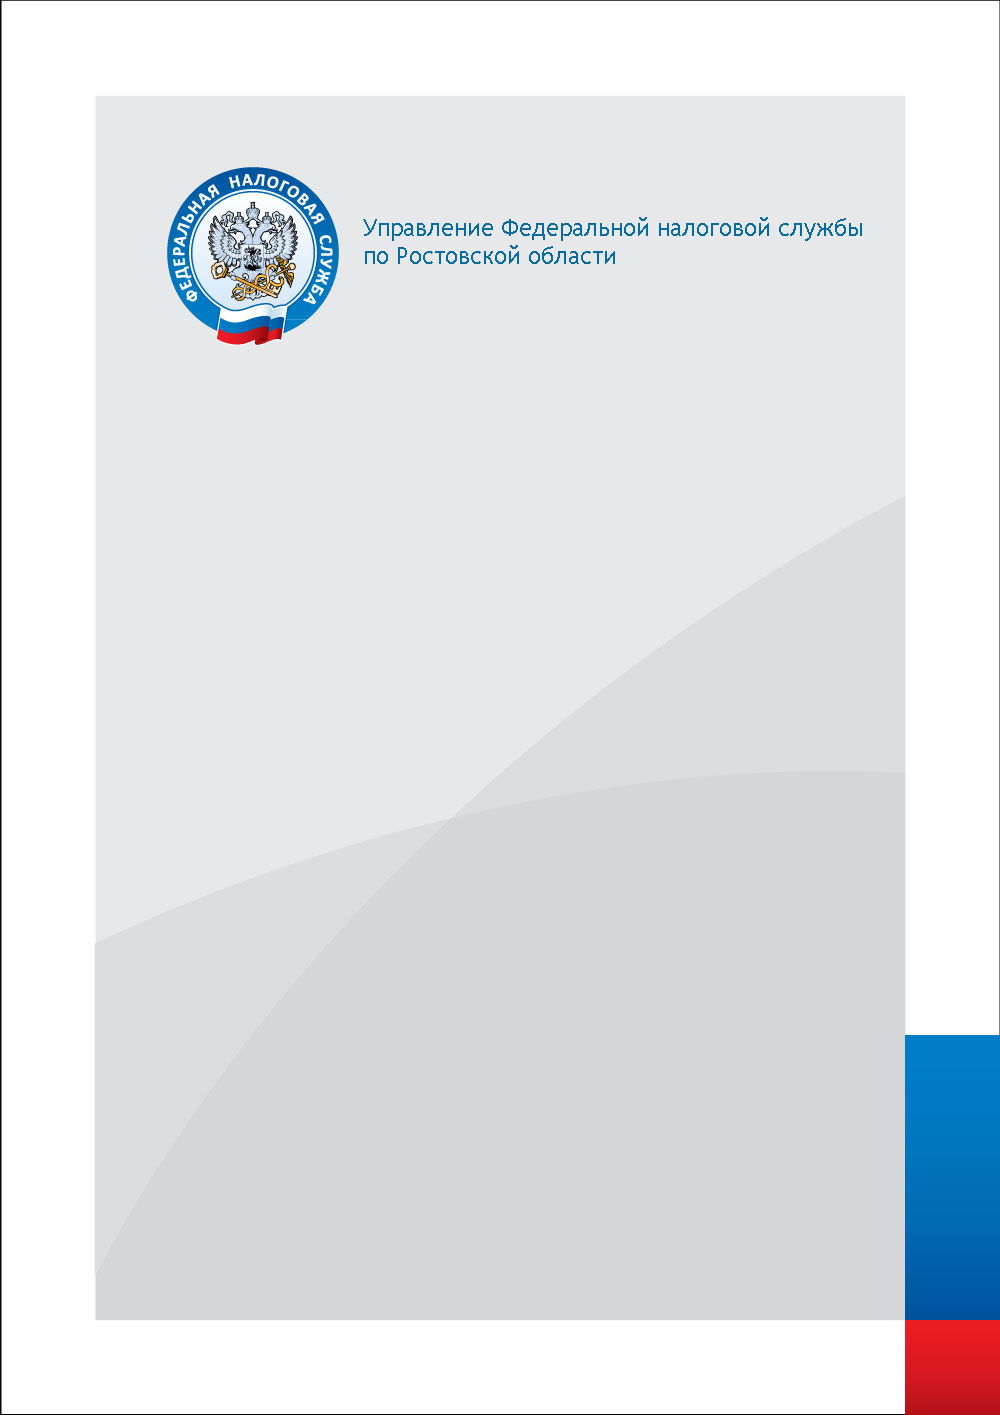 ФЕДЕРАЛЬНАЯ НАЛОГОВАЯ СЛУЖБА
Управление Федеральной налоговой службы
по Ростовской области